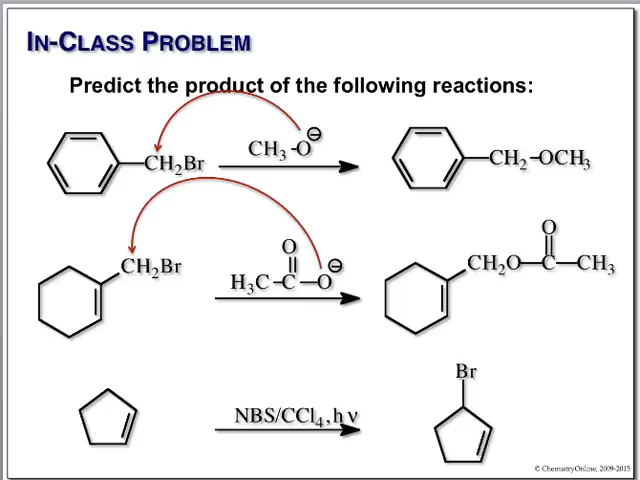 IN-CLASS PROBLEM
Predict the product of the following reactions:
CH₂Br
CH₃-O⊖
CH₂-OCH₃
CH₂Br
O
H₃C-C-O⊖
O
CH₂O-C-CH₃
NBS/CCl₄,hν
Br
© ChemistryOnline, 2009-2015